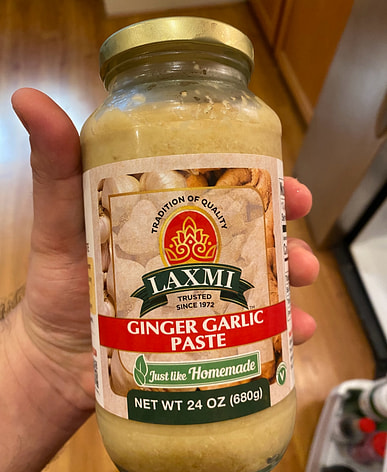 TRADITION OF QUALITY
LAXMI
TRUSTED
SINCE 1972
GINGER GARLIC
PASTE
Just like Homemade
NET WT 24 OZ (680g)